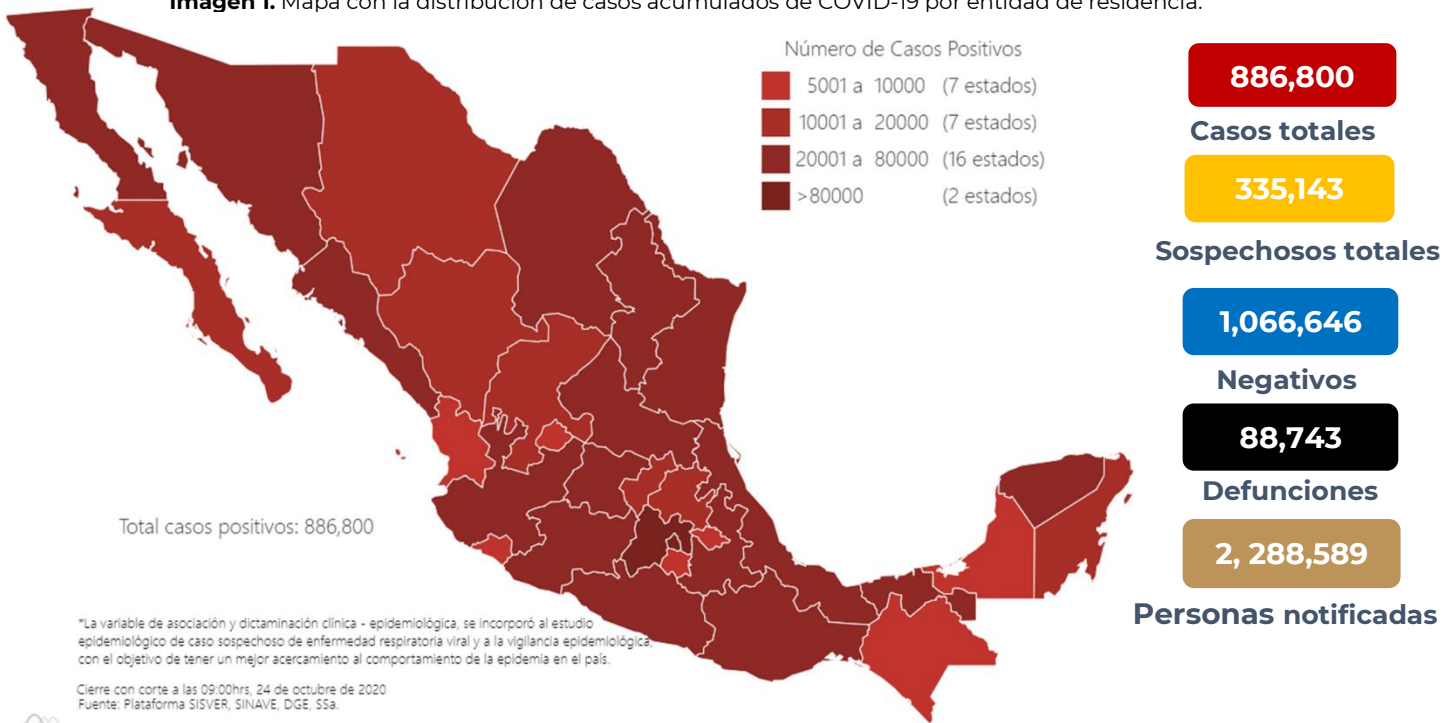 Imagen 1. Mapa con la distribución de casos acumulados de COVID-19 por entidad de residencia.
Número de Casos Positivos
5001 a 10000 (7 estados)
10001 a 20000 (7 estados)
20001 a 80000 (16 estados)
>80000 (2 estados)
886,800
Casos totales
335,143
Sospechosos totales
1,066,646
Negativos
88,743
Defunciones
2, 288,589
Personas notificadas
Total casos positivos: 886,800
*La variable de asociación y dictaminación clínica - epidemiológica, se incorporó al estudio
epidemiológico de caso sospechoso de enfermedad respiratoria viral y a la vigilancia epidemiológica,
con el objetivo de tener un mejor acercamiento al comportamiento de la epidemia en el país.
Cierre con corte a las 09:00hrs, 24 de octubre de 2020
Fuente: Plataforma SISVER, SINAVE, DGE, SSa.